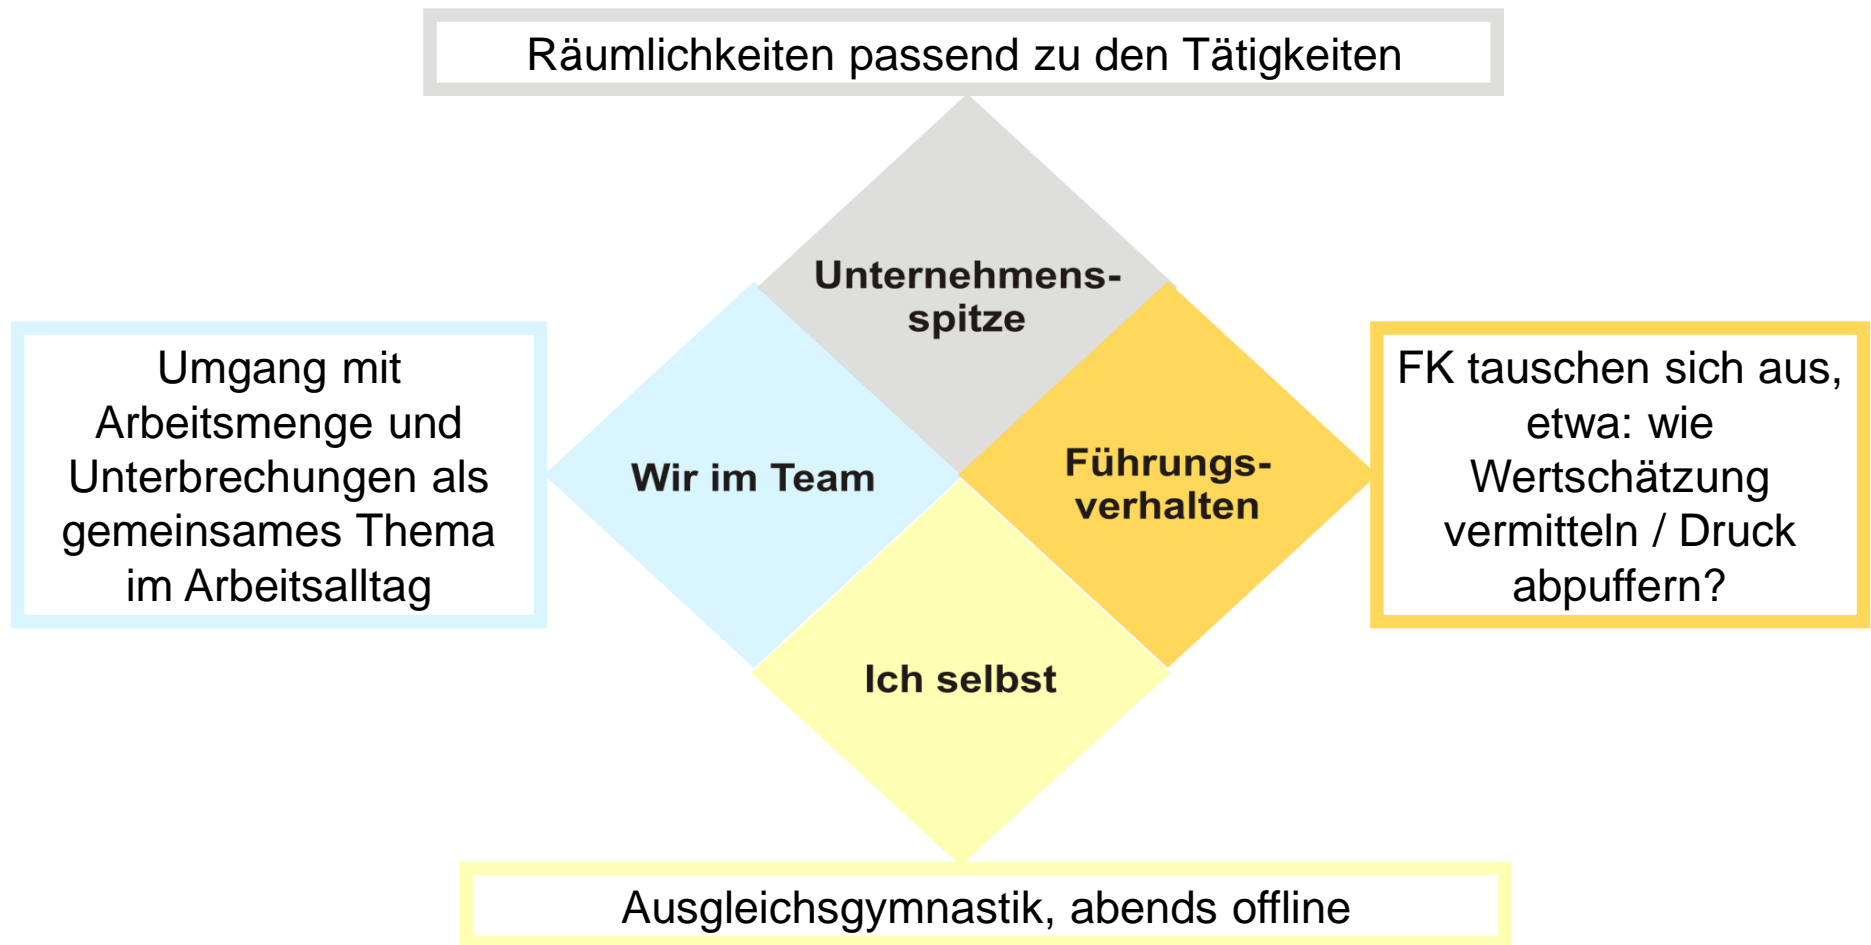 Räumlichkeiten passend zu den Tätigkeiten
Unternehmens-
spitze
Umgang mit
Arbeitsmenge und
Unterbrechungen als
gemeinsames Thema
im Arbeitsalltag
Wir im Team
Führungs-
verhalten
FK tauschen sich aus,
etwa: wie
Wertschätzung
vermitteln / Druck
abpuffern?
Ich selbst
Ausgleichsgymnastik, abends offline